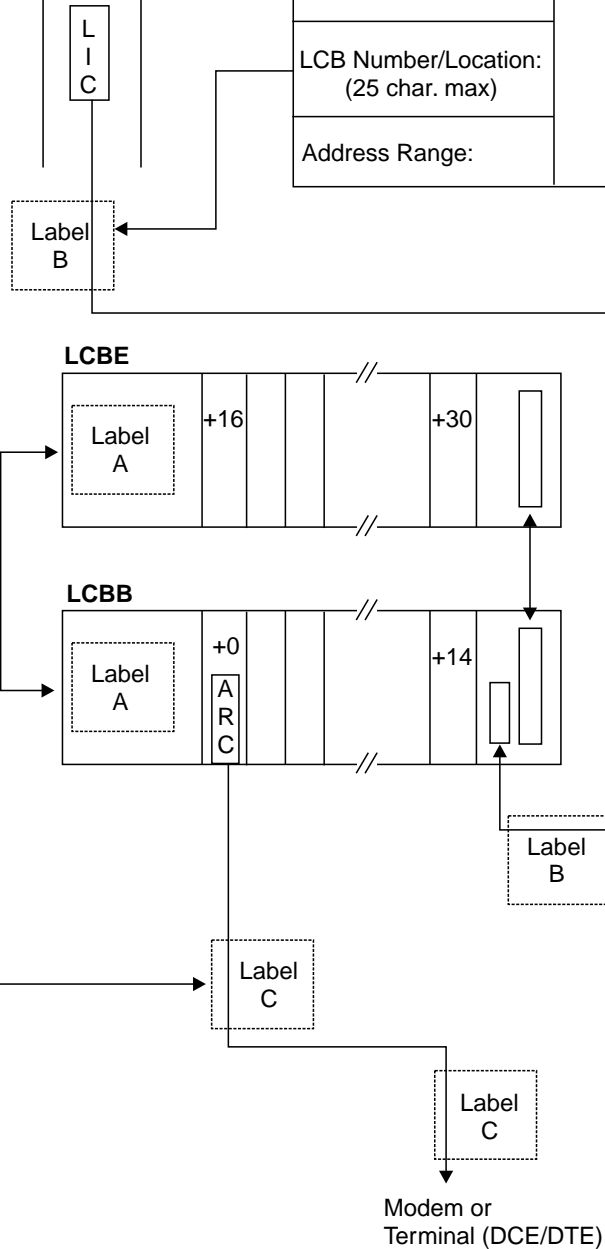 L
I
C
LCB Number/Location:
(25 char. max)
Address Range:
Label
B
LCBE
Label
A
+16
+30
LCBB
Label
A
+0
A
R
C
+14
Label
B
Label
C
Label
C
Modem or
Terminal (DCE/DTE)